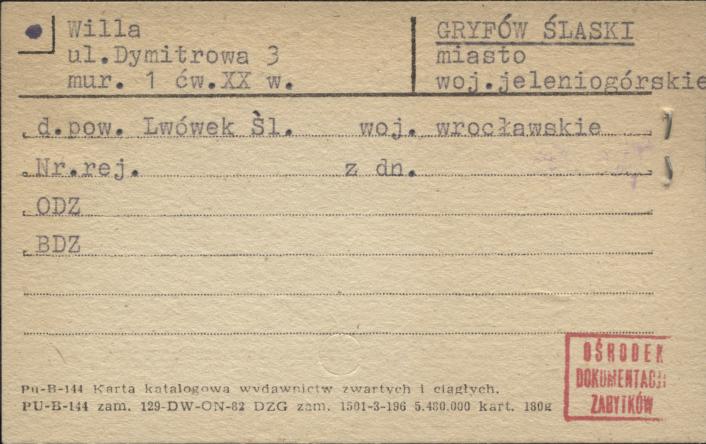 Willa
ul.Dymitrowa 3
mur. 1 ćw.XX w.
GRYFÓW ŚLASKI
miasto
woj.jeleniogórskie
d.pow. Lwówek Śl. woj. wrocławskie
Nr.rej. z dn.
ODZ
BDZ
OŚRODEK
DOKUMENTACJI
ZABYTKÓW
Pu-B-144 Karta katalogowa wydawnictw zwartych i ciągłych.
PU-B-144 zam. 129-DW-ON-82 DZG zam. 1501-3-196 5.480.000 kart. 180g